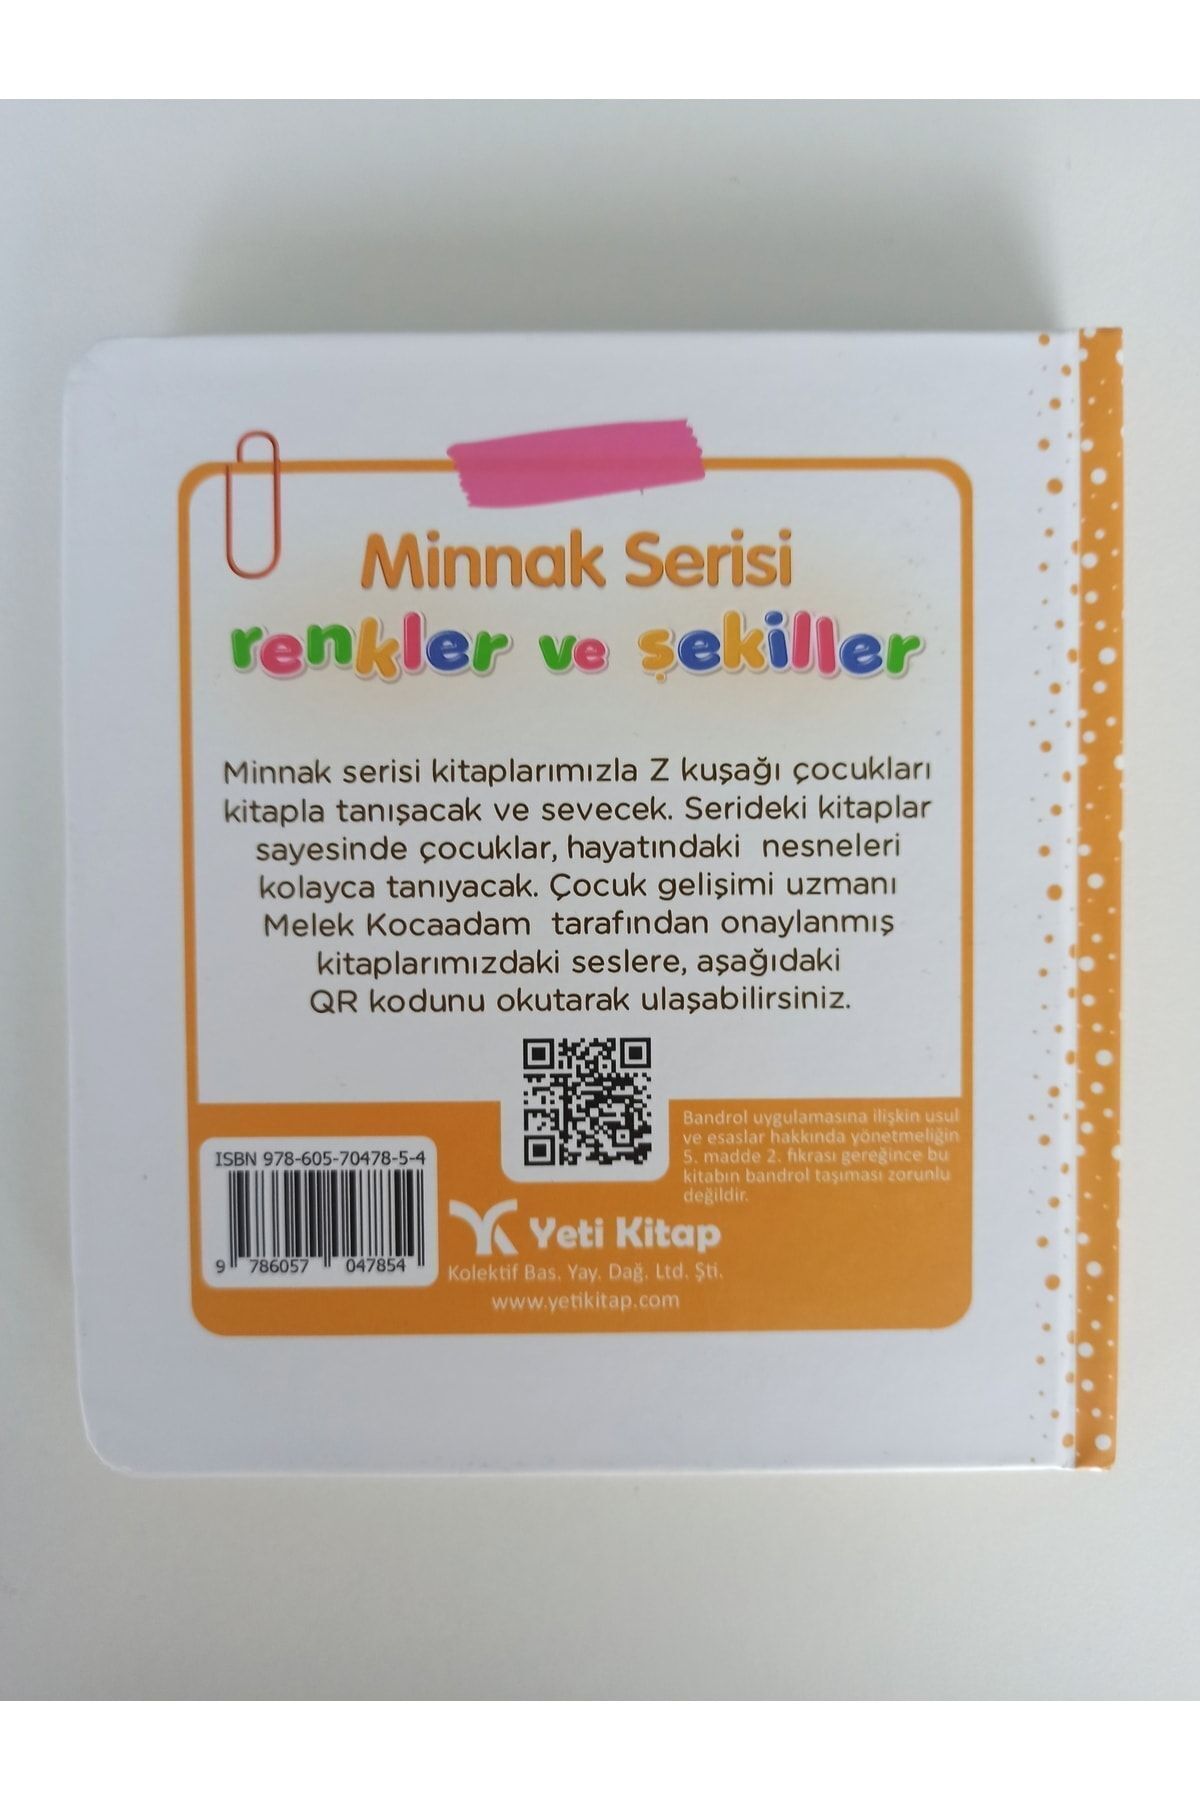 Minnak Serisi
renkler ve şekiller
Minnak serisi kitaplarımızla Z kuşağı çocukları
kitapla tanışacak ve sevecek. Serideki kitaplar
sayesinde çocuklar, hayatındaki nesneleri
kolayca tanıyacak. Çocuk gelişimi uzmanı
Melek Kocaadam tarafından onaylanmış
kitaplarımızdaki seslere, aşağıdaki
QR kodunu okutarak ulaşabilirsiniz.
Bandrol uygulamasına ilişkin usul
ve esaslar hakkında yönetmeliğin
5. madde 2. fıkrası gereğince bu
kitabın bandrol taşıması zorunlu
değildir.
ISBN 978-605-70478-5-4
9 786057 047854
Yeti Kitap
Kolektif Bas. Yay. Dağ. Ltd. Şti.
www.yetikitap.com